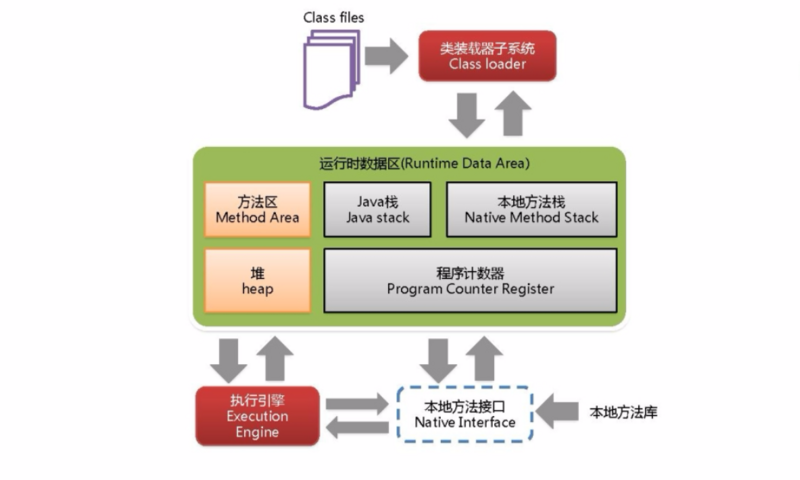 Class files
类装载器子系统
Class loader
运行时数据区(Runtime Data Area)
方法区
Method Area
Java栈
Java stack
本地方法栈
Native Method Stack
堆
heap
程序计数器
Program Counter Register
执行引擎
Execution
Engine
本地方法接口
Native Interface
本地方法库